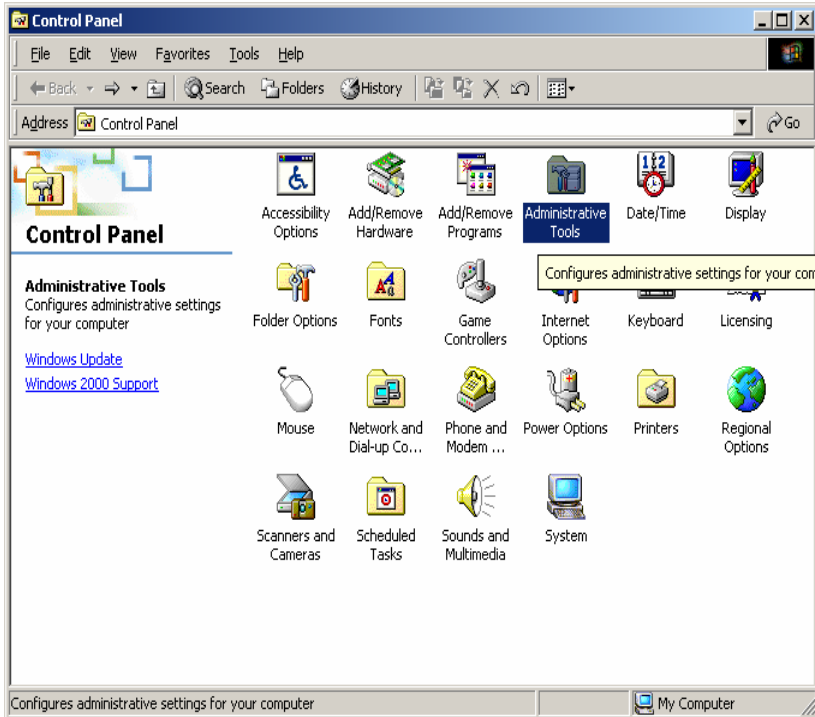 Control Panel
File Edit View Favorites Tools Help
Back Search Folders History
Address Control Panel Go
Control Panel
Administrative Tools
Configures administrative settings
for your computer
Windows Update
Windows 2000 Support
Accessibility
Options
Add/Remove
Hardware
Add/Remove
Programs
Administrative
Tools
Date/Time
Display
Configures administrative settings for your com
Folder Options
Fonts
Game
Controllers
Internet
Options
Keyboard
Licensing
Mouse
Network and
Dial-up Co...
Phone and
Modem ...
Power Options
Printers
Regional
Options
Scanners and
Cameras
Scheduled
Tasks
Sounds and
Multimedia
System
Configures administrative settings for your computer
My Computer